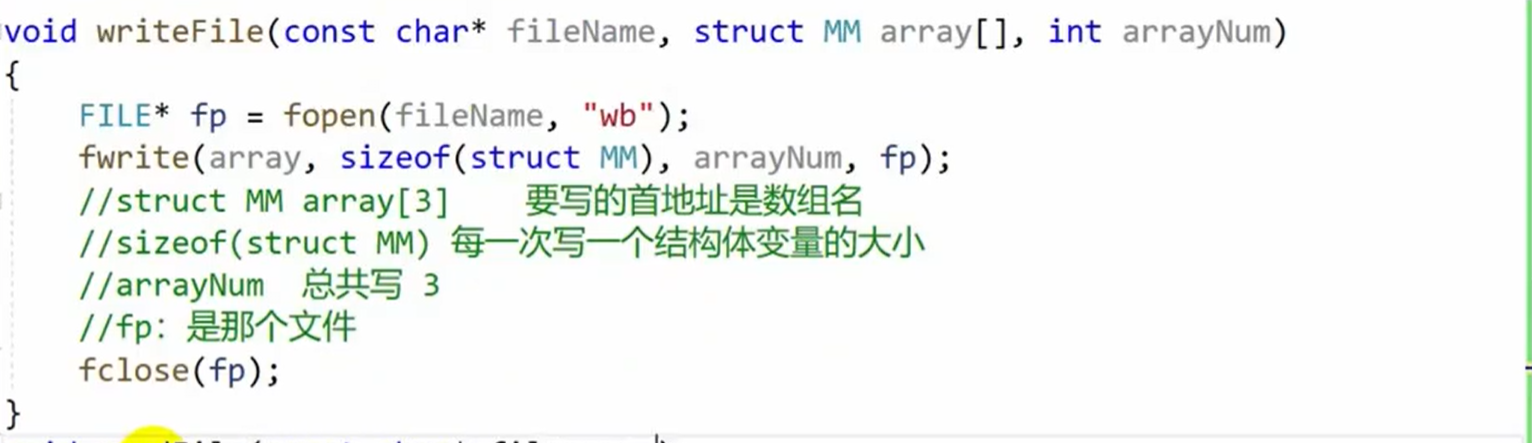 void writeFile(const char* fileName, struct MM array[], int arrayNum)
{
FILE* fp = fopen(fileName, "wb");
fwrite(array, sizeof(struct MM), arrayNum, fp);
//struct MM array[3] 要写的首地址是数组名
//sizeof(struct MM) 每一次写一个结构体变量的大小
//arrayNum 总共写 3
//fp: 是那个文件
fclose(fp);
}